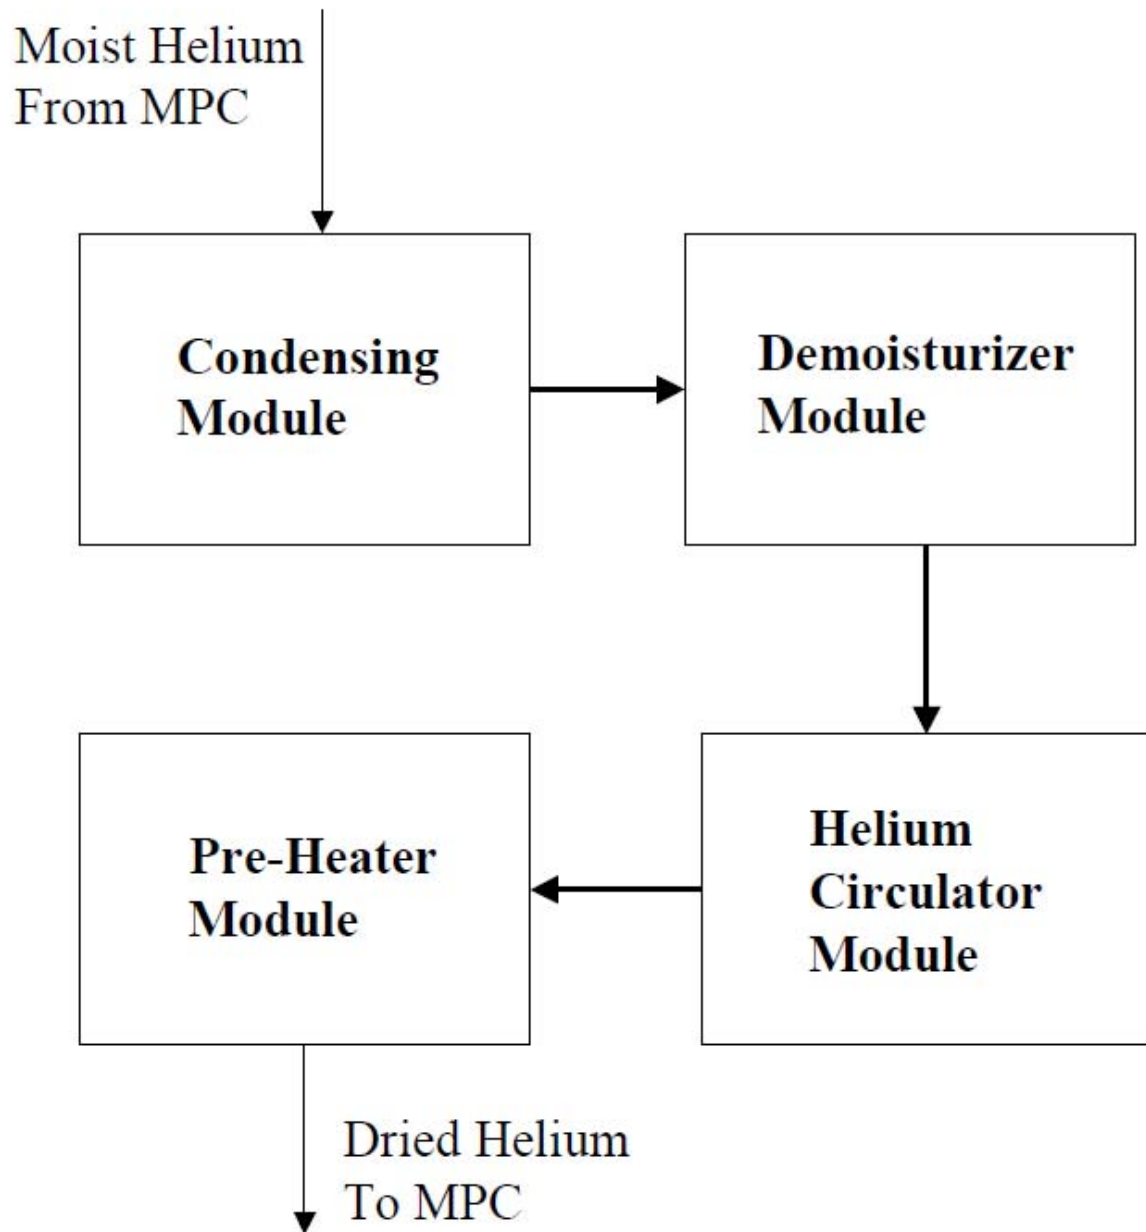 Moist Helium
From MPC
Condensing
Module
Demoisturizer
Module
Helium
Circulator
Module
Pre-Heater
Module
Dried Helium
To MPC